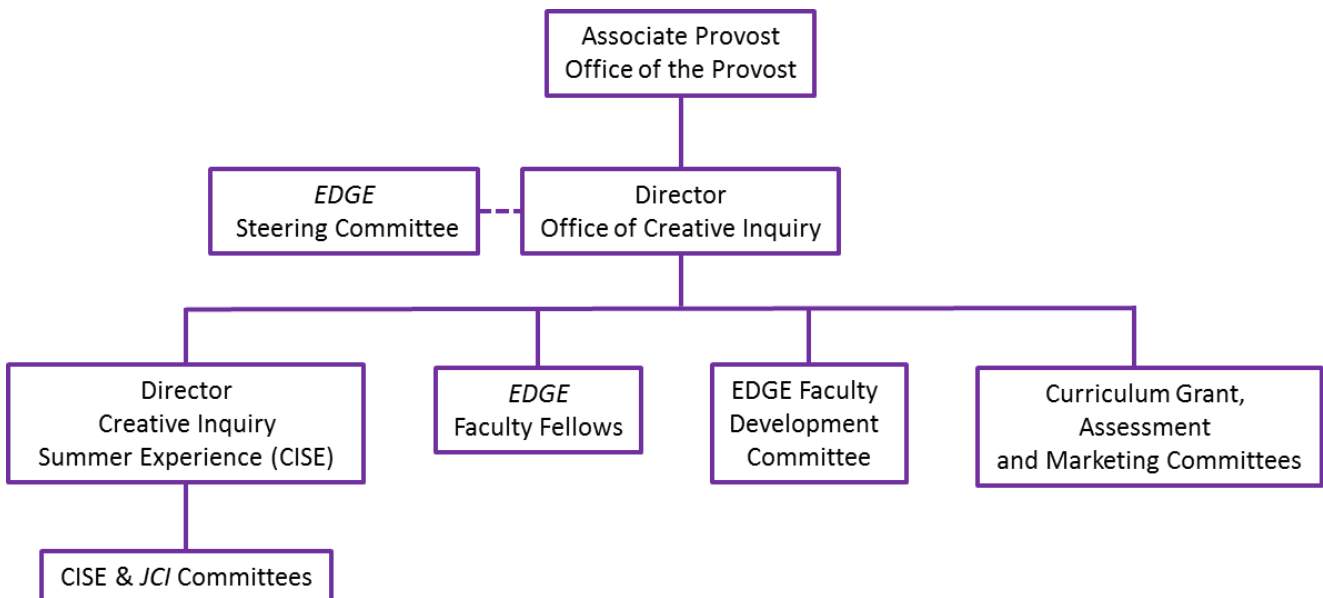 Associate Provost
Office of the Provost
EDGE
Steering Committee
Director
Office of Creative Inquiry
Director
Creative Inquiry
Summer Experience (CISE)
EDGE
Faculty Fellows
EDGE Faculty
Development
Committee
Curriculum Grant,
Assessment
and Marketing Committees
CISE & JCI Committees